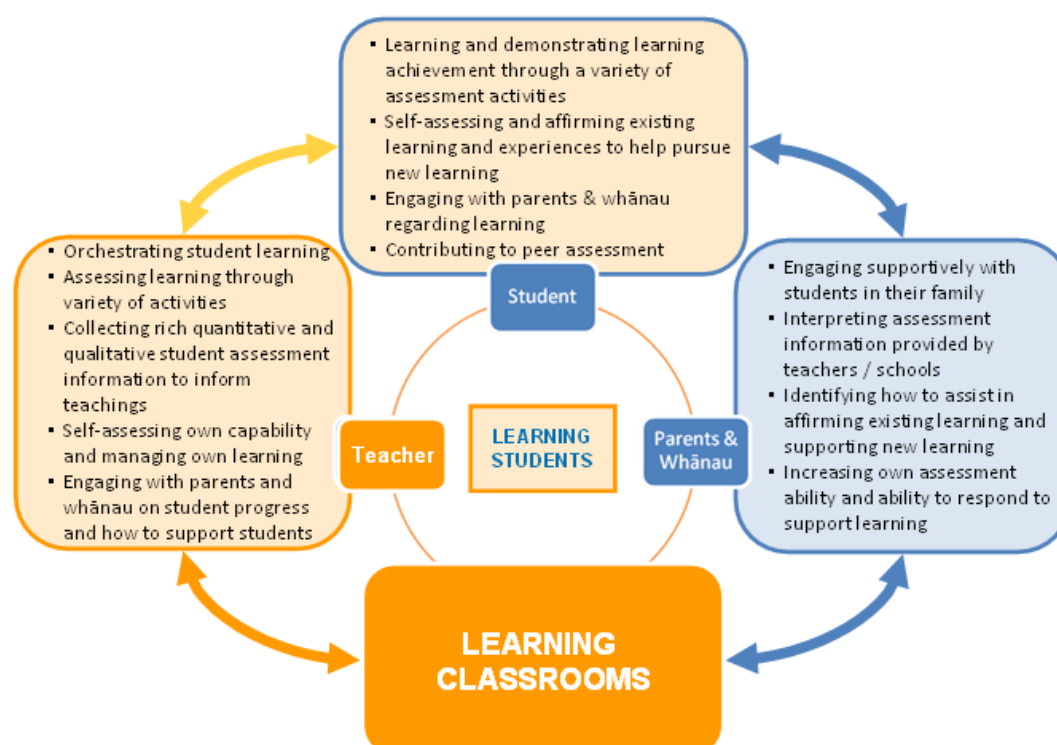 ▪ Learning and demonstrating learning
achievement through a variety of
assessment activities
▪ Self-assessing and affirming existing
learning and experiences to help pursue
new learning
▪ Engaging with parents & whānau
regarding learning
▪ Contributing to peer assessment
Student
▪ Orchestrating student learning
▪ Assessing learning through
variety of activities
▪ Collecting rich quantitative and
qualitative student assessment
information to inform
teachings
▪ Self-assessing own capability
and managing own learning
▪ Engaging with parents and
whānau on student progress
and how to support students
Teacher
LEARNING
STUDENTS
Parents &
Whānau
▪ Engaging supportively with
students in their family
▪ Interpreting assessment
information provided by
teachers / schools
▪ Identifying how to assist in
affirming existing learning and
supporting new learning
▪ Increasing own assessment
ability and ability to respond to
support learning
LEARNING
CLASSROOMS